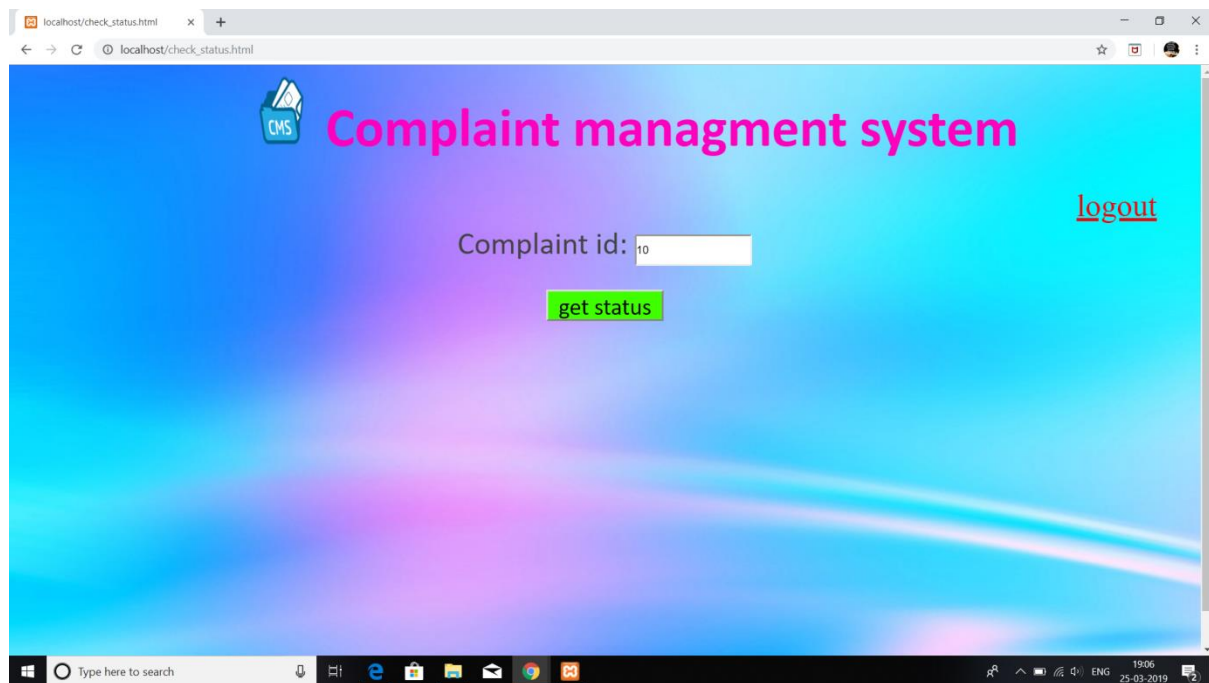 localhost/check_status.html
localhost/check_status.html
CMS
Complaint managment system
logout
Complaint id: 10
get status
Type here to search
ENG
19:06
25-03-2019
2